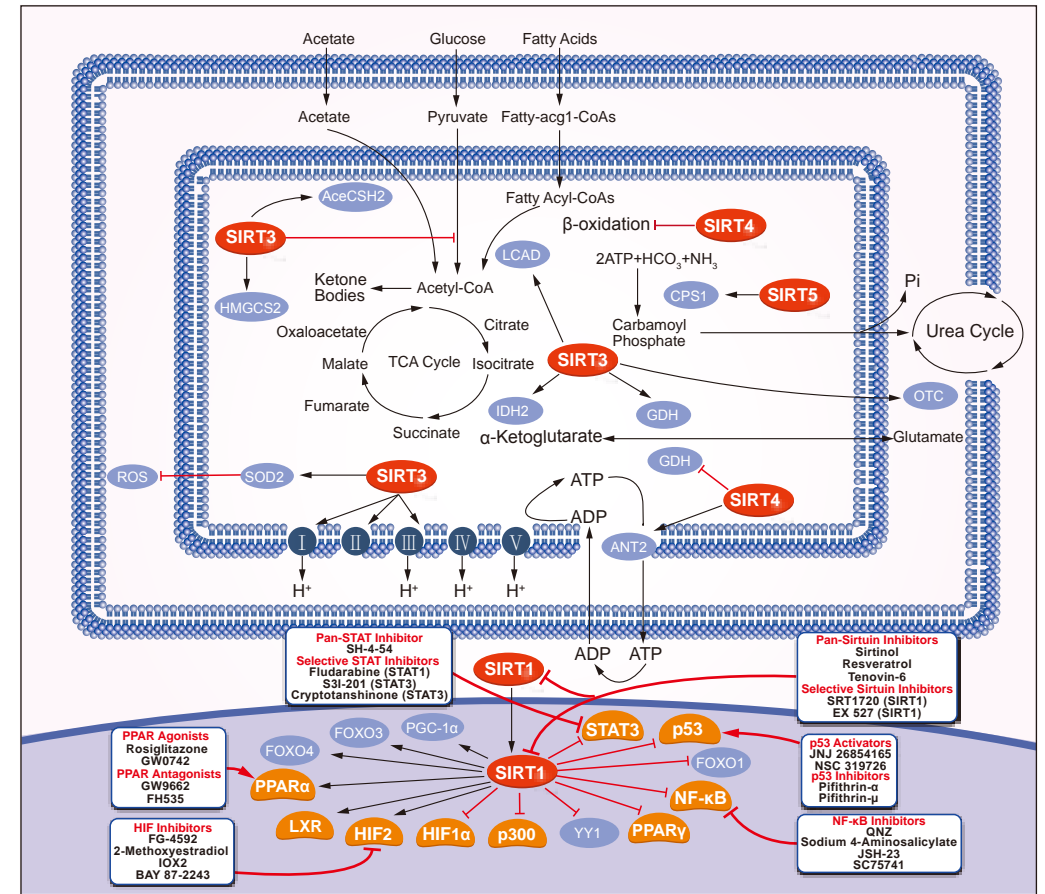 Acetate
Glucose
Fatty Acids
Acetate
Pyruvate
Fatty-acg1-CoAs
AceCSH2
Fatty Acyl-CoAs
SIRT3
β-oxidation
SIRT4
LCAD
2ATP+HCO₃+NH₃
Ketone
Bodies
Acetyl-CoA
HMGCS2
CPS1
SIRT5
Pi
Oxaloacetate
Citrate
Carbamoyl
Phosphate
Urea Cycle
Malate
TCA Cycle
Isocitrate
SIRT3
Fumarate
IDH2
GDH
OTC
Succinate
α-Ketoglutarate
Glutamate
ROS
SOD2
SIRT3
GDH
ATP
SIRT4
ADP
I
II
III
IV
V
ANT2
H⁺
H⁺
H⁺
H⁺
ADP
ATP
Pan-STAT Inhibitor
SH-4-54
Selective STAT Inhibitors
Fludarabine (STAT1)
S3I-201 (STAT3)
Cryptotanshinone (STAT3)
SIRT1
Pan-Sirtuin Inhibitors
Sirtinol
Resveratrol
Tenovin-6
Selective Sirtuin Inhibitors
SRT1720 (SIRT1)
EX 527 (SIRT1)
PPAR Agonists
Rosiglitazone
GW0742
PPAR Antagonists
GW9662
FH535
FOXO4
FOXO3
PGC-1α
STAT3
p53
FOXO1
p53 Activators
JNJ 26854165
NSC 319726
p53 Inhibitors
Pifithrin-α
Pifithrin-μ
PPARα
SIRT1
NF-κB
LXR
HIF2
HIF1α
p300
YY1
PPARγ
HIF Inhibitors
FG-4592
2-Methoxyestradiol
IOX2
BAY 87-2243
NF-κB Inhibitors
QNZ
Sodium 4-Aminosalicylate
JSH-23
SC75741